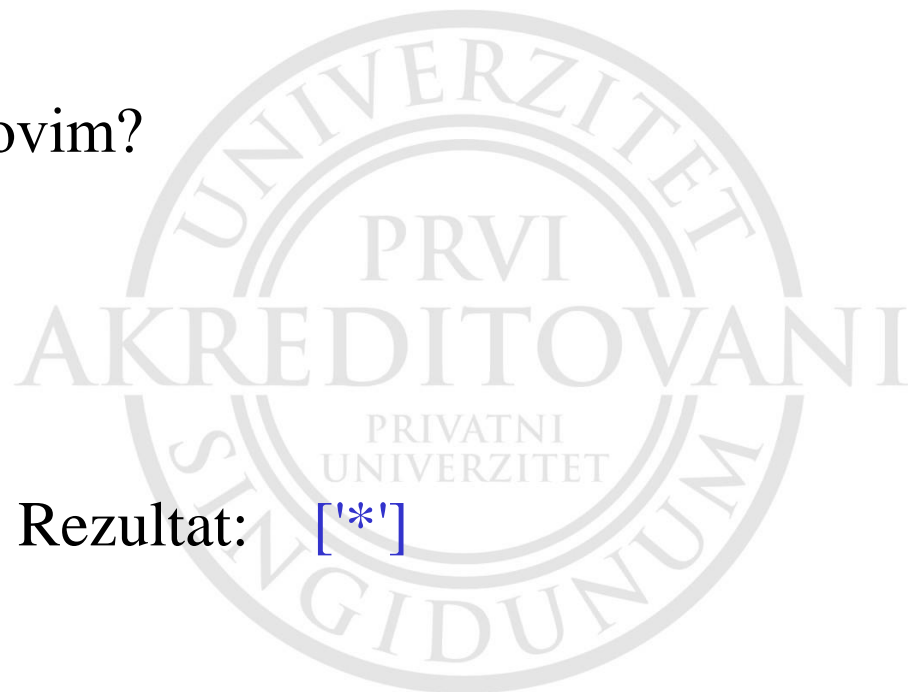 ovim?
UNIVERZITET
PRVI
AKREDITOVANI
PRIVATNI
UNIVERZITET
SINGIDUNUM
Rezultat: ['*']